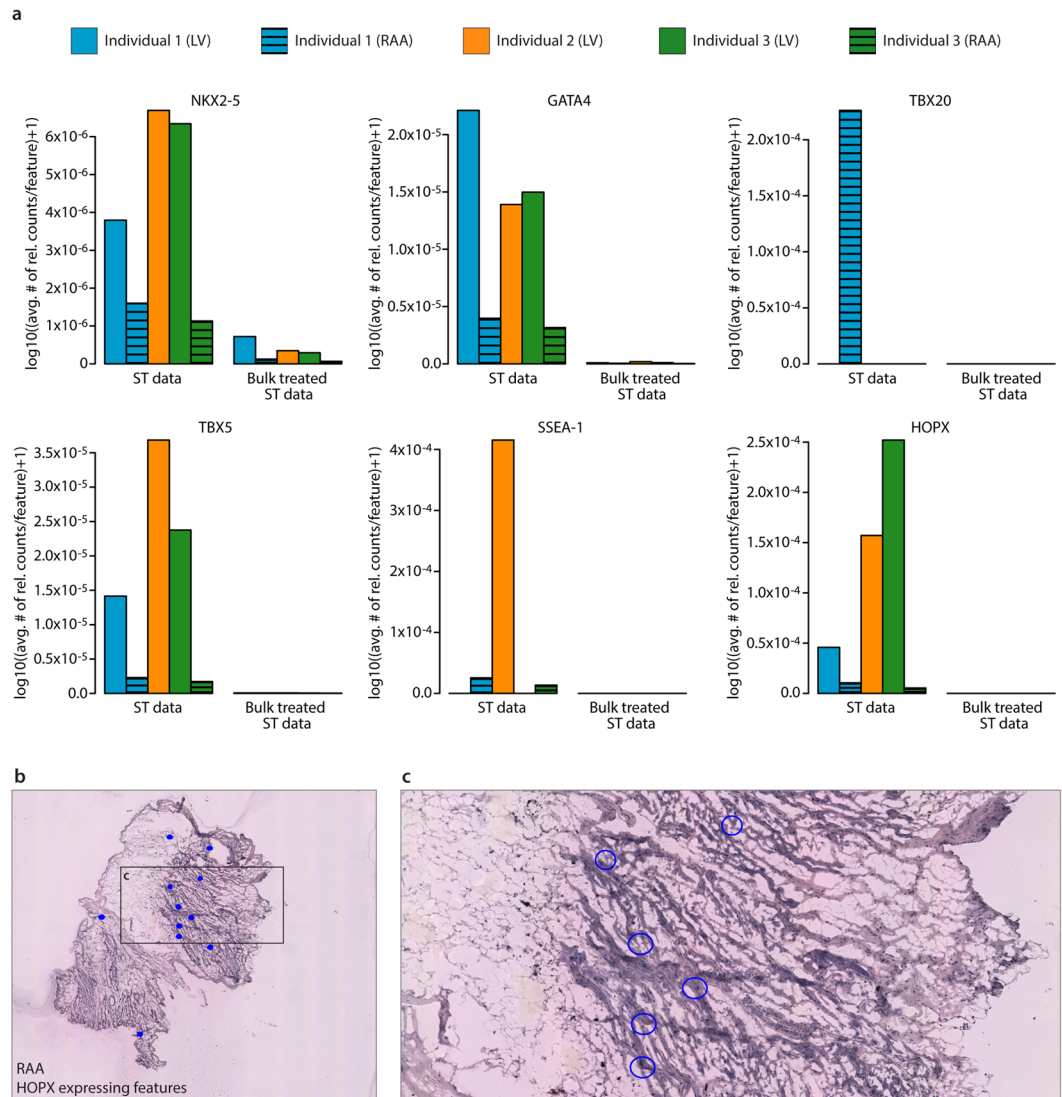 a
Individual 1 (LV) Individual 1 (RAA) Individual 2 (LV) Individual 3 (LV) Individual 3 (RAA)
NKX2-5
log10((avg. # of rel. counts/feature)+1)
6x10-6
6x10-6
4x10-6
3x10-6
2x10-6
1x10-6
0.0
ST data
Bulk treated
ST data
GATA4
log10((avg. # of rel. counts/feature)+1)
2.0x10-5
1.5x10-5
1.0x10-5
0.5x10-5
0.0
ST data
Bulk treated
ST data
TBX20
log10((avg. # of rel. counts/feature)+1)
2.0x10-4
1.5x10-4
0.5x10-4
0.5x10-4
0.0
ST data
Bulk treated
ST data
TBX5
log10((avg. # of rel. counts/feature)+1)
3.5x10-5
3.0x10-5
2.5x10-5
2.0x10-5
1.5x10-5
1.0x10-5
0.5x10-5
0.0
ST data
Bulk treated
ST data
SSEA-1
log10((avg. # of rel. counts/feature)+1)
4x10-4
2x10-4
1x10-4
0.0
ST data
Bulk treated
ST data
HOPX
log10((avg. # of rel. counts/feature)+1)
2.5x10-4
2.0x10-4
1.5x10-4
1.0x10-4
0.5x10-4
0.0
ST data
Bulk treated
ST data
b
c
RAA
HOPX expressing features
c